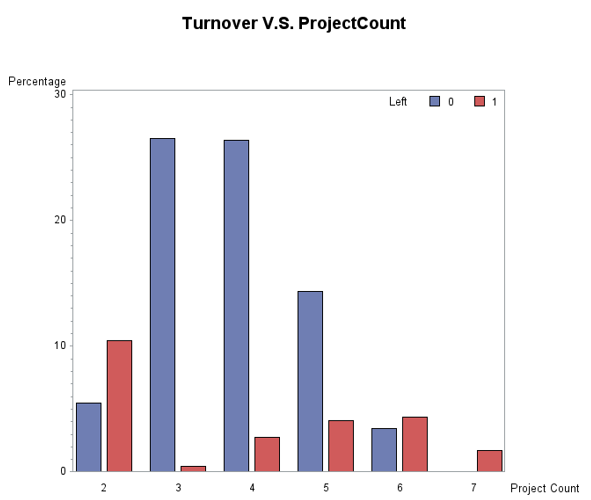 Turnover V.S. ProjectCount
Percentage
Left 0 1
30
20
10
0
2 3 4 5 6 7 Project Count